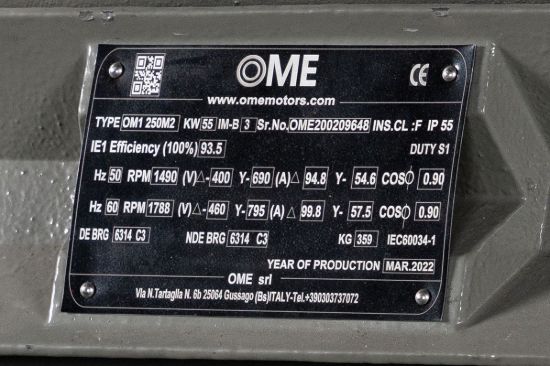 OME
CE
www.omemotors.com
TYPE OM1 250M2 KW 55 IM-B 3 Sr.No. OME200209648 INS.CL :F IP 55
IE1 Efficiency (100%) 93.5 DUTY S1
Hz 50 RPM 1490 (V)△-400 Y-690 (A)△ 94.8 Y- 54.6 COSϕ 0.90
Hz 60 RPM 1788 (V)△-460 Y-795 (A)△ 99.8 Y- 57.5 COSϕ 0.90
DE BRG 6314 C3 NDE BRG 6314 C3 KG 359 IEC60034-1
YEAR OF PRODUCTION MAR.2022
OME srl
Via N.Tartaglia N. 6b 25064 Gussago (Bs)ITALY-Tel.+390303737072